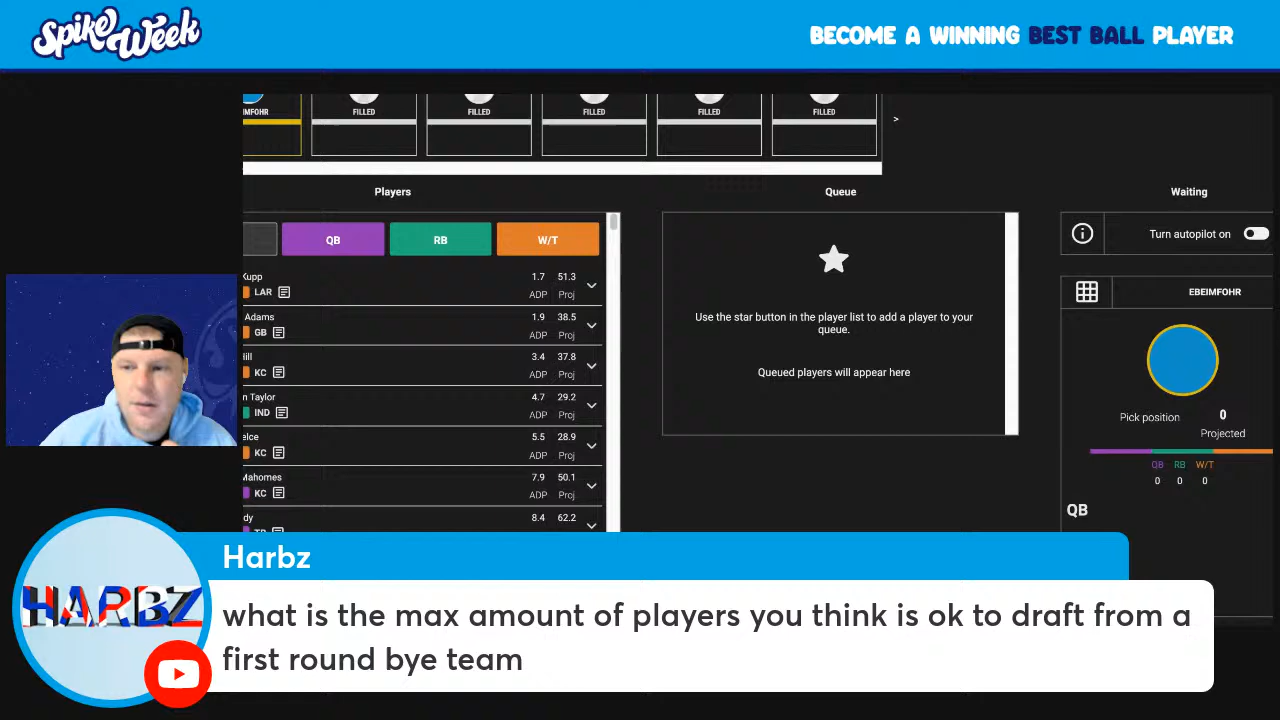 Spike Week
BECOME A WINNING BEST BALL PLAYER
EIMFOHR
FILLED
FILLED
FILLED
FILLED
FILLED
>
Players
Queue
Waiting
QB
RB
W/T
Turn autopilot on
Kupp
1.7 51.3
LAR
ADP Proj
Adams
1.9 38.5
GB
ADP Proj
Hill
3.4 37.8
KC
ADP Proj
n Taylor
4.7 29.2
IND
ADP Proj
elce
5.5 28.9
KC
ADP Proj
Mahomes
7.9 50.1
KC
ADP Proj
dy
8.4 62.2
Use the star button in the player list to add a player to your
queue.
Queued players will appear here
EBEIMFOHR
Pick position
0
Projected
QB RB W/T
0 0 0
QB
HARBZ
Harbz
what is the max amount of players you think is ok to draft from a
first round bye team